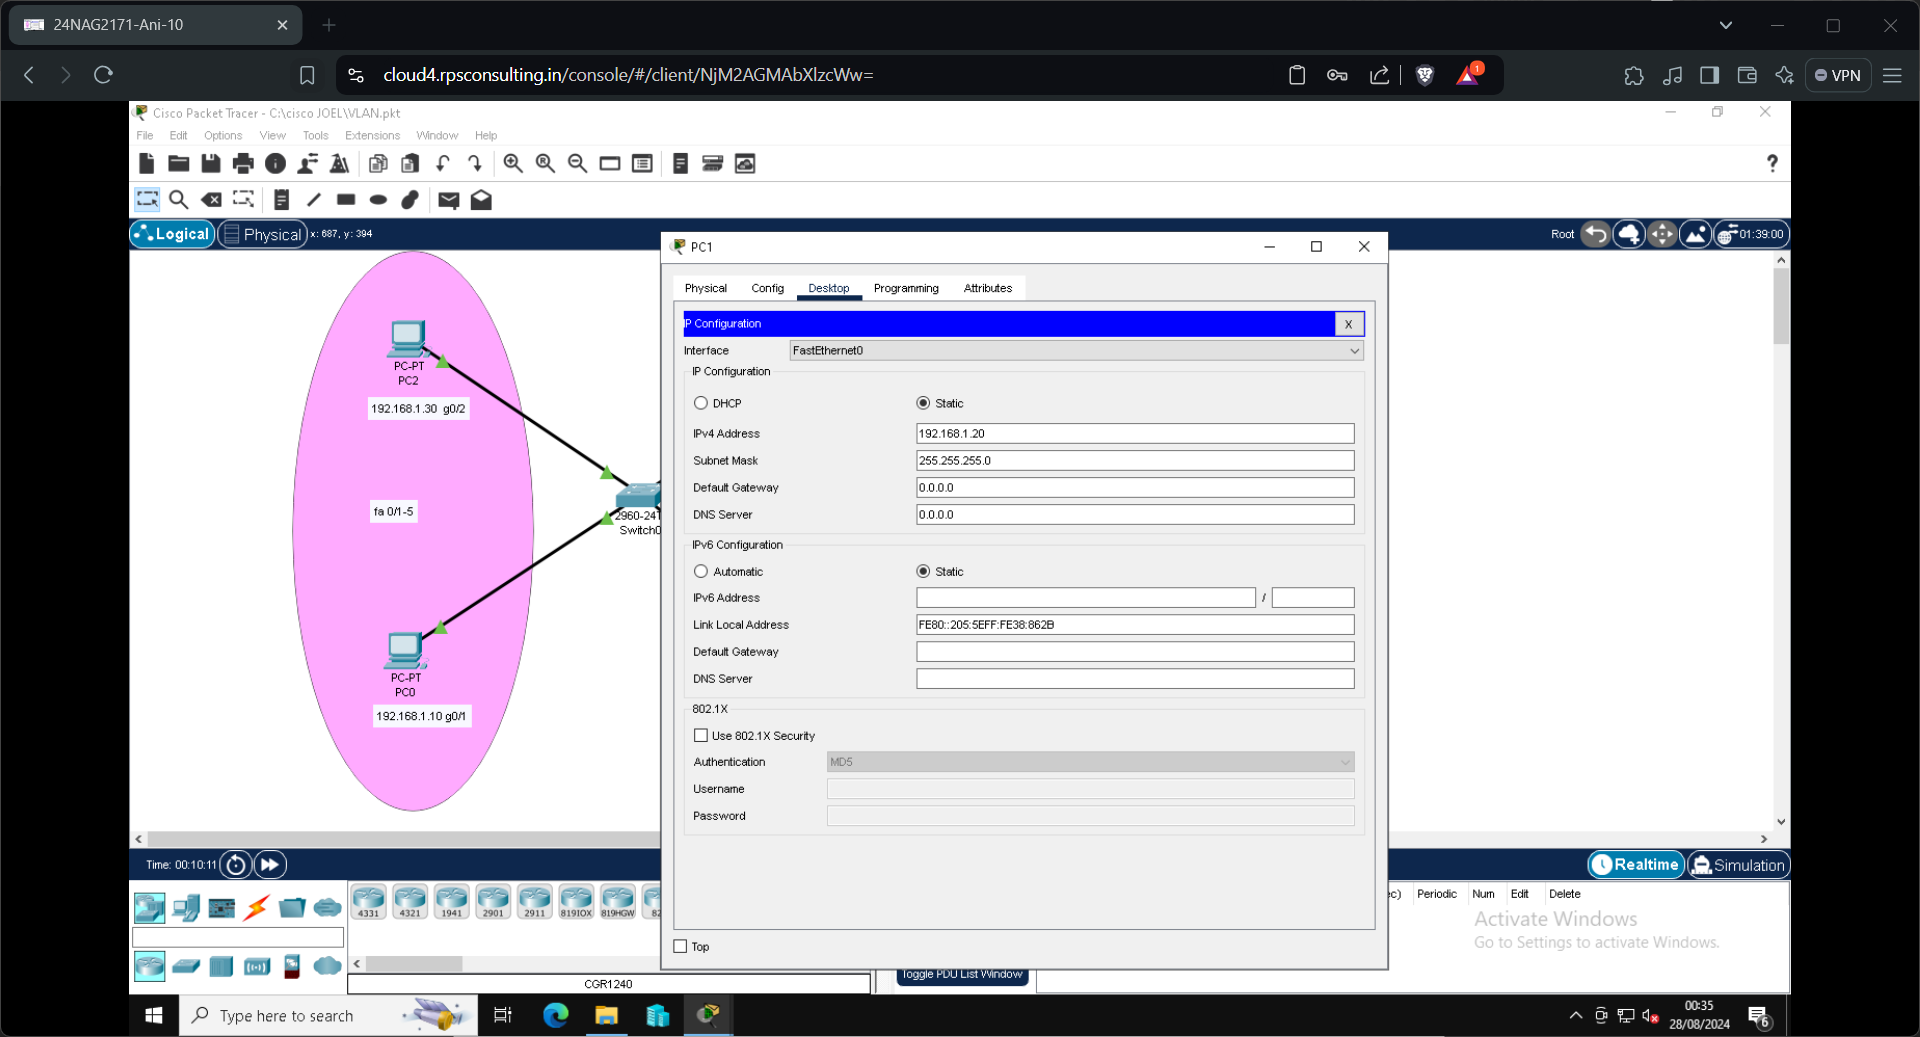 24NAG2171-Ani-10
cloud4.rpsconsulting.in/console/#/client/NjM2AGMAbXlzcWw=
1
VPN
Cisco Packet Tracer - C:\cisco JOEL\VLAN.pkt
File Edit Options View Tools Extensions Window Help
?
Logical Physical x: 687, y: 394
Root 01:39:00
PC1
Physical Config Desktop Programming Attributes
IP Configuration X
Interface FastEthernet0
IP Configuration
DHCP Static
IPv4 Address 192.168.1.20
Subnet Mask 255.255.255.0
Default Gateway 0.0.0.0
DNS Server 0.0.0.0
IPv6 Configuration
Automatic Static
IPv6 Address /
Link Local Address FE80::205:5EFF:FE38:862B
Default Gateway
DNS Server
802.1X
Use 802.1X Security
Authentication MD5
Username
Password
Top
PC-PT
PC2
192.168.1.30 g0/2
fa 0/1-5
2960-24T
Switch0
PC-PT
PC0
192.168.1.10 g0/1
Time: 00:10:11
Realtime Simulation
4331 4321 1941 2901 2911 819IOX 819HGW 82
CGR1240
ec) Periodic Num Edit Delete
Activate Windows
Go to Settings to activate Windows.
Toggle PDU List Window
Type here to search
00:35
28/08/2024
6